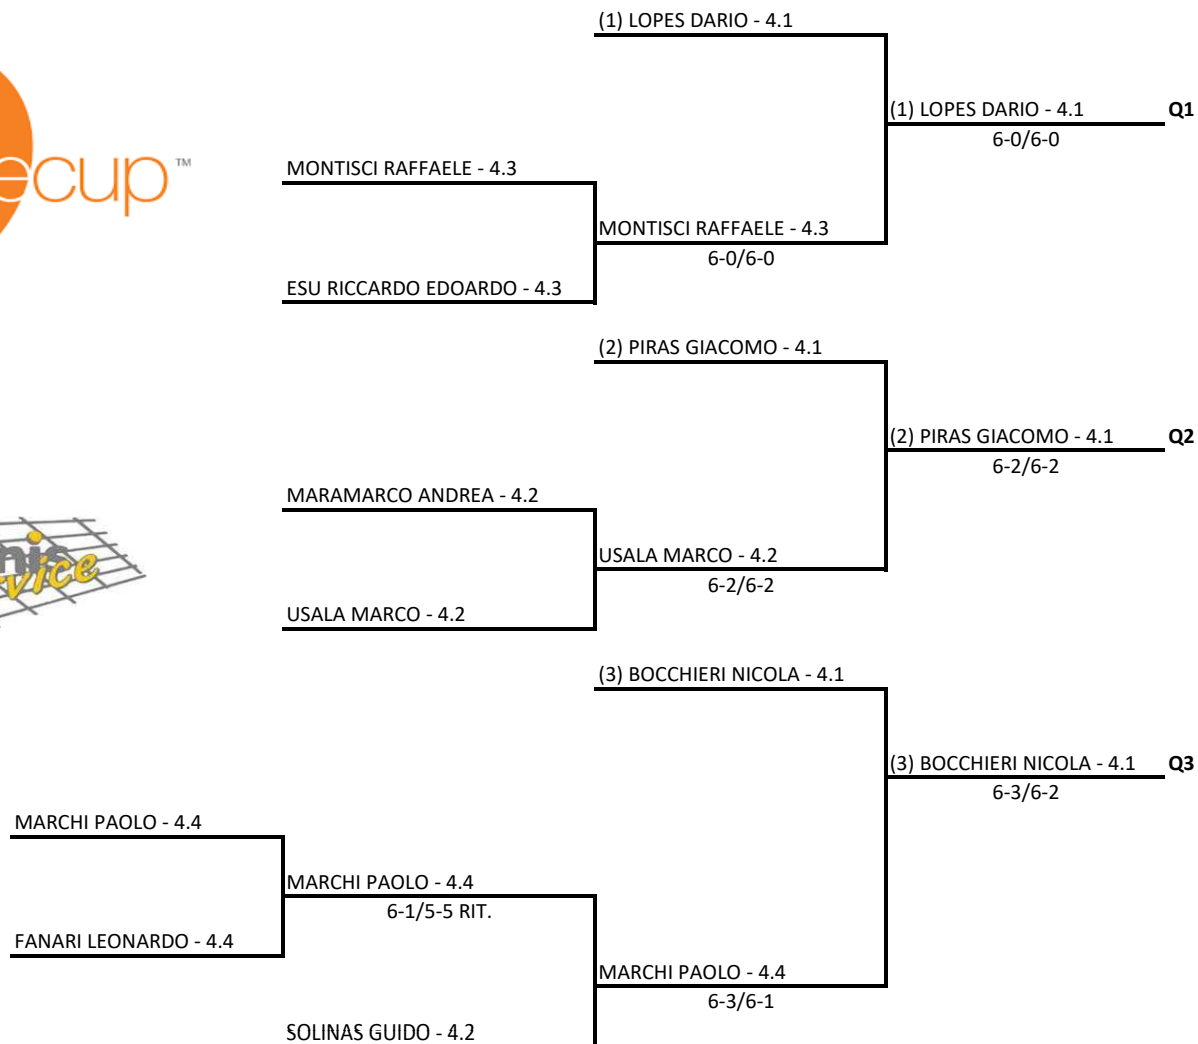 (1) LOPES DARIO - 4.1
(1) LOPES DARIO - 4.1 Q1
6-0/6-0
ecup™
MONTISCI RAFFAELE - 4.3
MONTISCI RAFFAELE - 4.3
6-0/6-0
ESU RICCARDO EDOARDO - 4.3
(2) PIRAS GIACOMO - 4.1
(2) PIRAS GIACOMO - 4.1 Q2
6-2/6-2
MARAMARCO ANDREA - 4.2
USALA MARCO - 4.2
6-2/6-2
USALA MARCO - 4.2
(3) BOCCHIERI NICOLA - 4.1
(3) BOCCHIERI NICOLA - 4.1 Q3
6-3/6-2
MARCHI PAOLO - 4.4
MARCHI PAOLO - 4.4
6-1/5-5 RIT.
FANARI LEONARDO - 4.4
MARCHI PAOLO - 4.4
6-3/6-1
SOLINAS GUIDO - 4.2